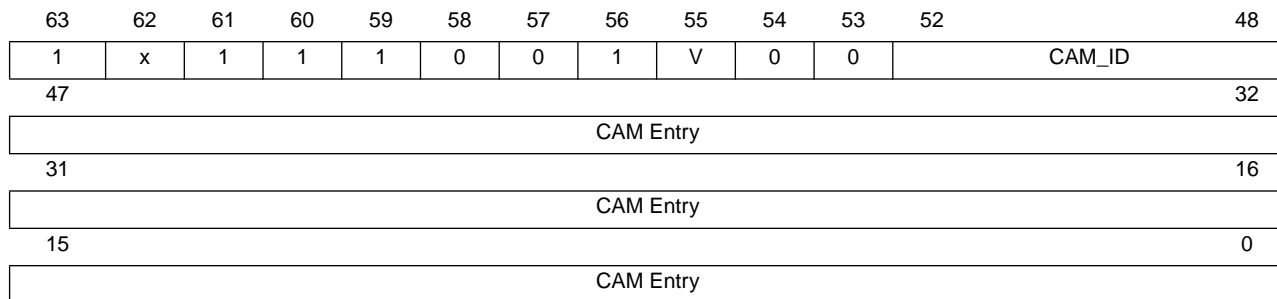 63 62 61 60 59 58 57 56 55 54 53 52 48
1 x 1 1 1 0 0 1 V 0 0 CAM_ID
47 32
CAM Entry
31 16
CAM Entry
15 0
CAM Entry